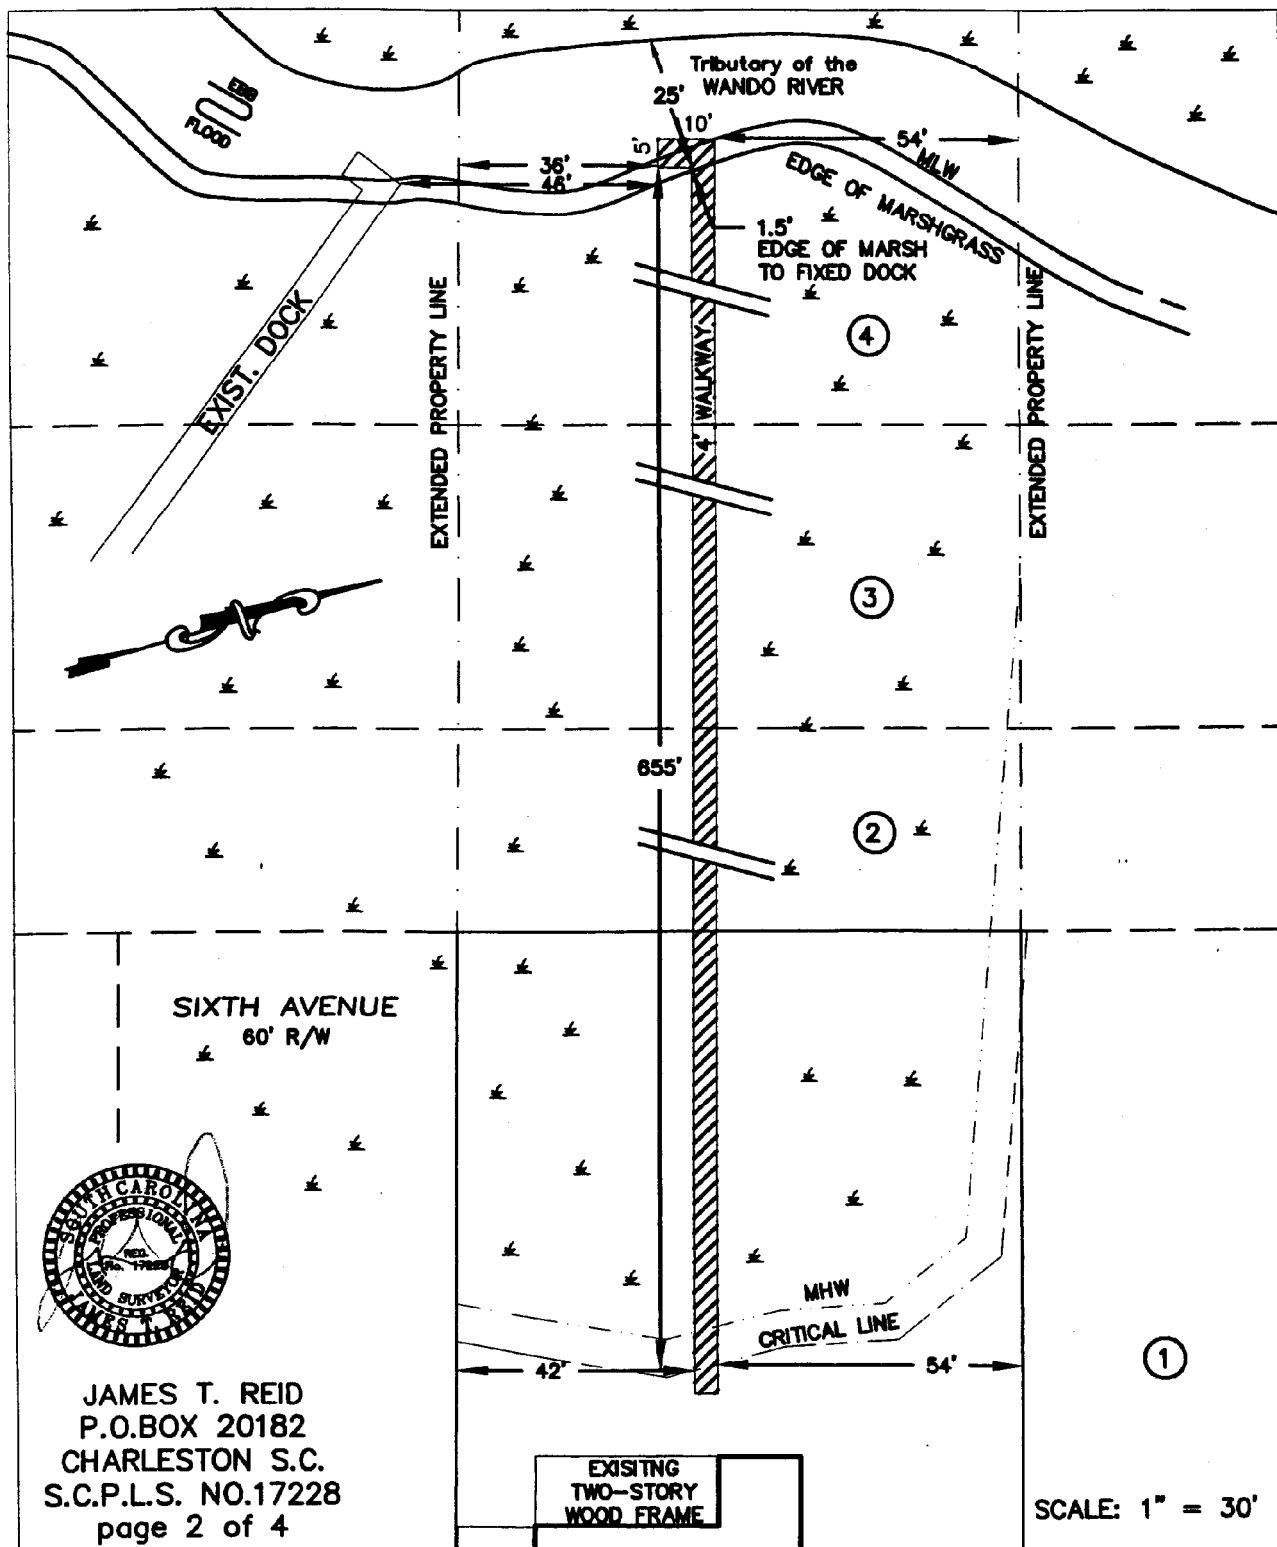 Tributary of the
WANDO RIVER
EBB
FLOOD
25'
10'
5'
36'
46'
54'
MLW
EDGE OF MARSHGRASS
1.5'
EDGE OF MARSH
TO FIXED DOCK
EXIST. DOCK
EXTENDED PROPERTY LINE
4' WALKWAY
EXTENDED PROPERTY LINE
4
3
655'
2
SIXTH AVENUE
60' R/W
SOUTH CAROLINA
PROFESSIONAL
REG.
No. 17228
LAND SURVEYOR
JAMES T. REID
MHW
CRITICAL LINE
42'
54'
1
JAMES T. REID
P.O.BOX 20182
CHARLESTON S.C.
S.C.P.L.S. NO.17228
page 2 of 4
EXISITNG
TWO-STORY
WOOD FRAME
SCALE: 1" = 30'